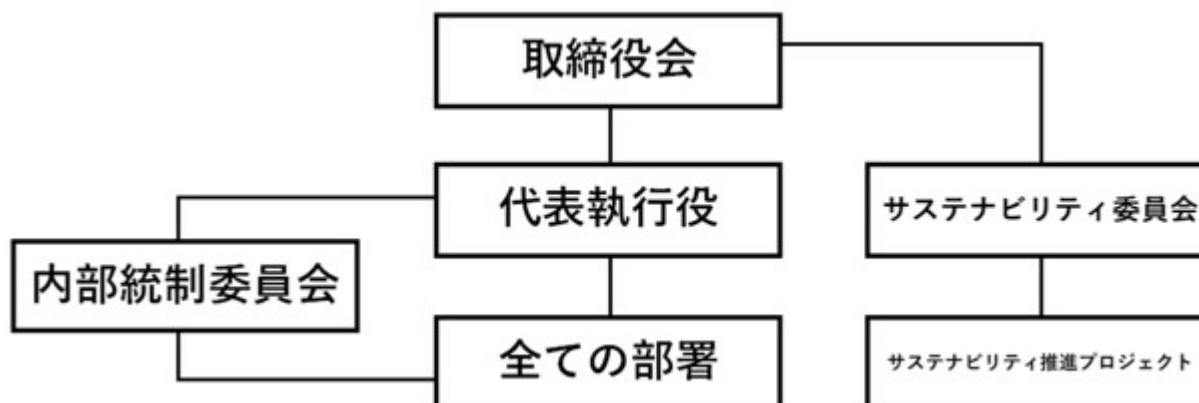 取締役会
代表執行役
サステナビリティ委員会
内部統制委員会
全ての部署
サステナビリティ推進プロジェクト